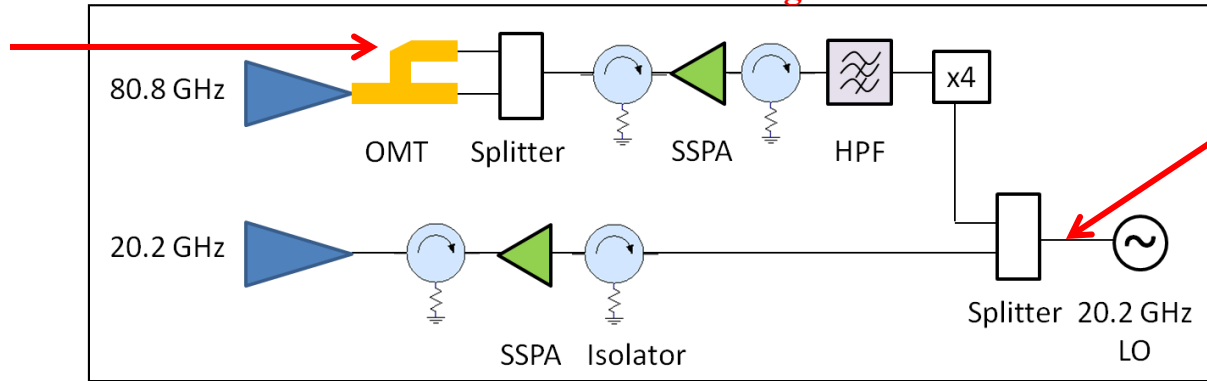 g
80.8 GHz
x4
OMT
Splitter
SSPA
HPF
20.2 GHz
Splitter
20.2 GHz
LO
SSPA
Isolator